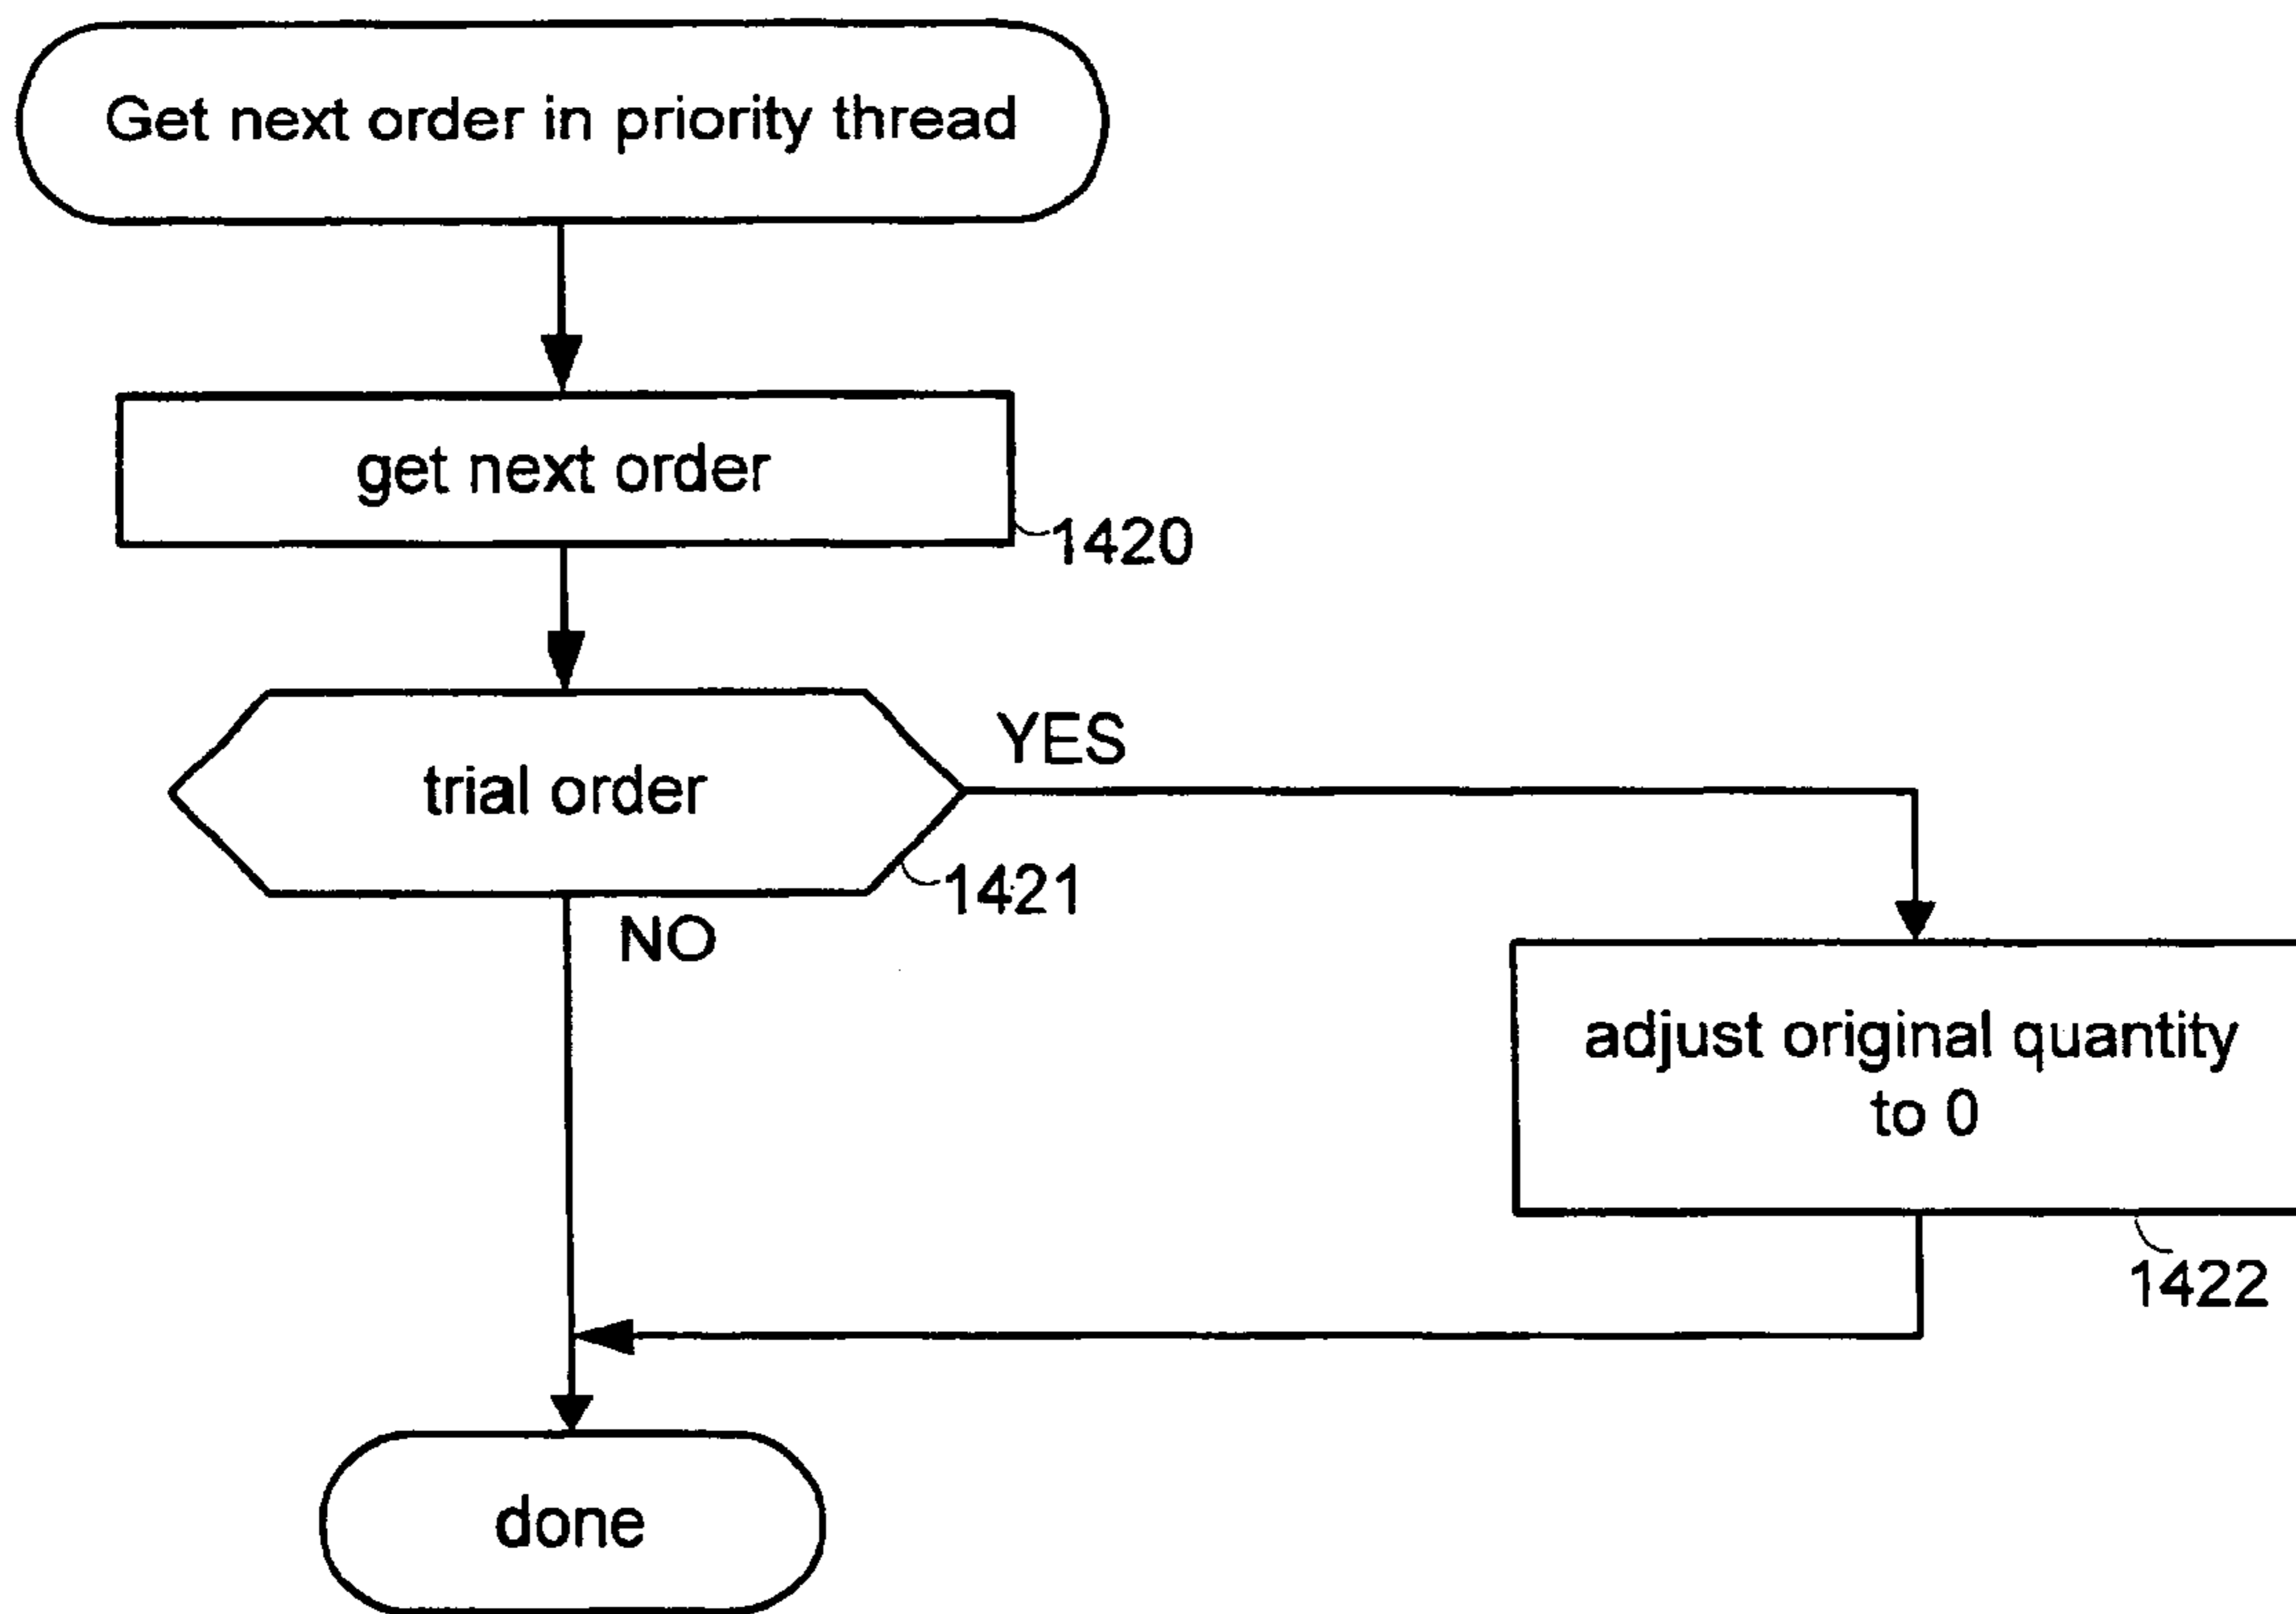 Get next order in priority thread
get next order
1420
trial order
YES
1421
NO
adjust original quantity
to 0
1422
done